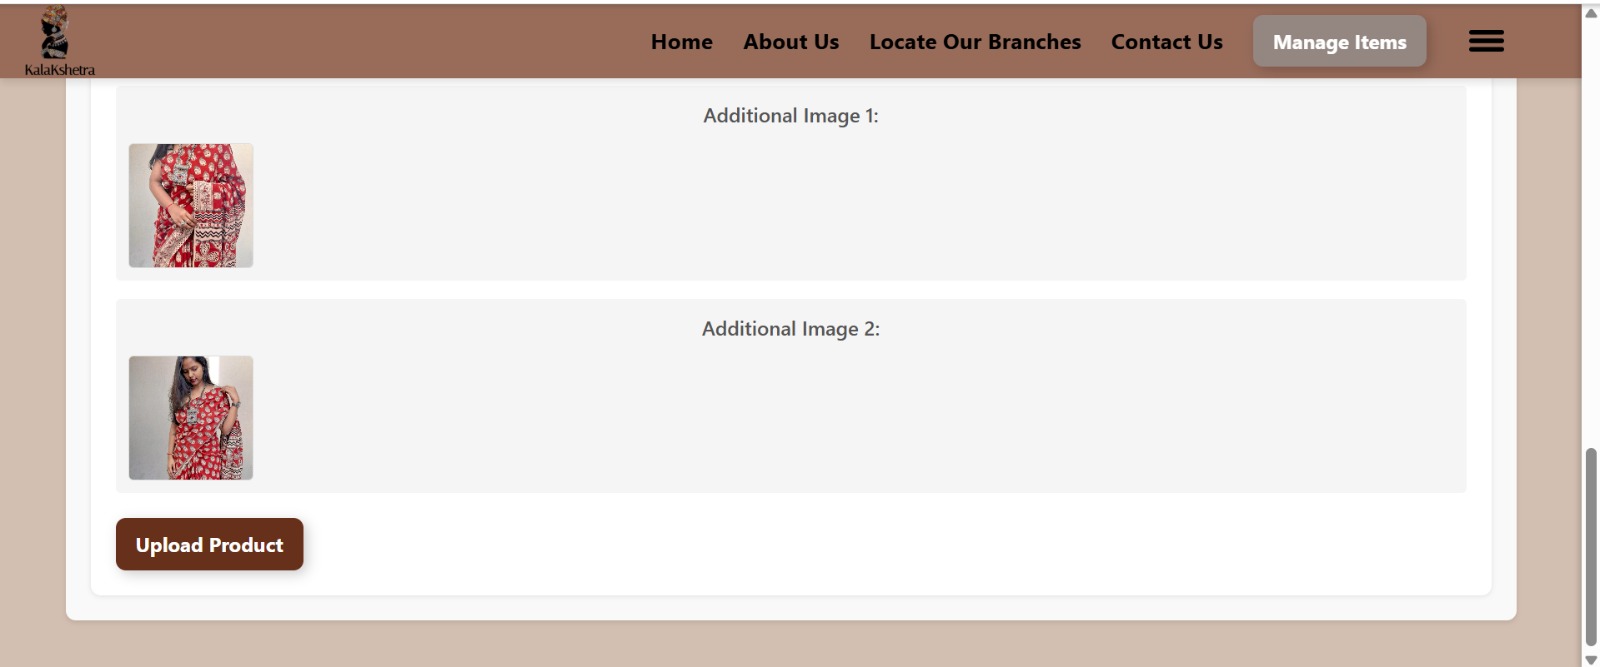 KalaKshetra
Home About Us Locate Our Branches Contact Us Manage Items
Additional Image 1:
Additional Image 2:
Upload Product